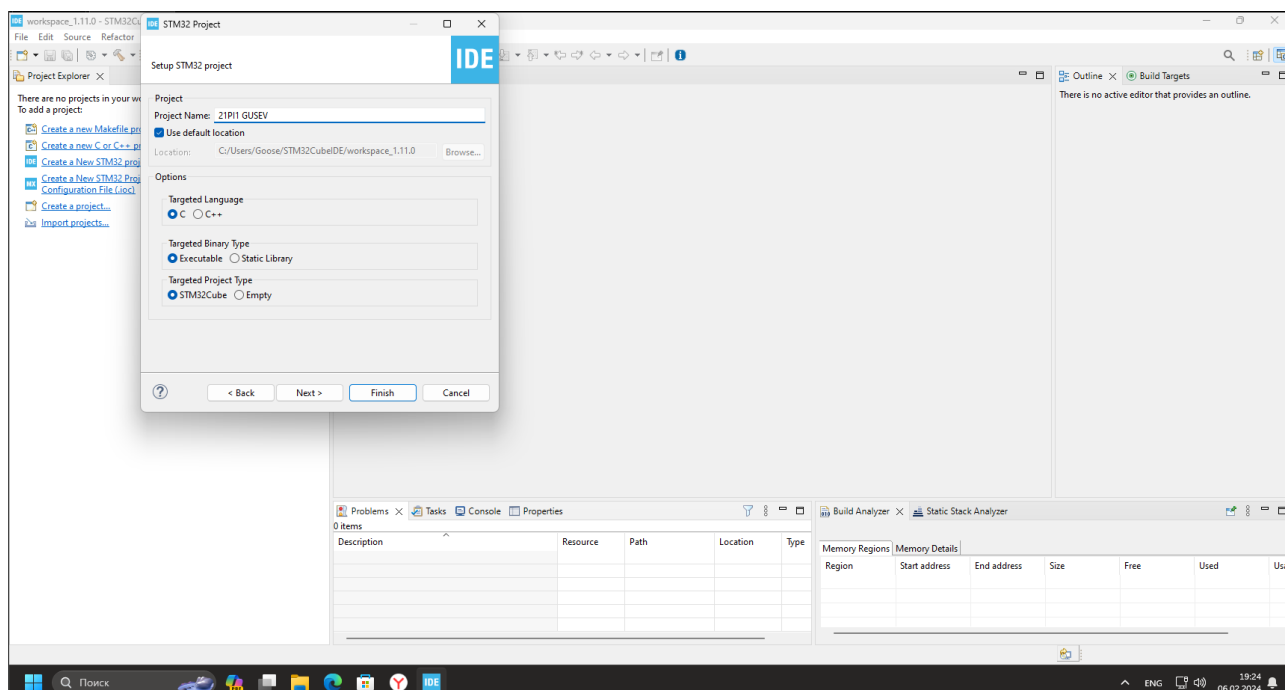 IDE workspace_1.11.0 - STM32Cu
File Edit Source Refactor
Project Explorer
There are no projects in your wo
To add a project:
Create a new Makefile pro
Create a new C or C++ pr
IDE Create a New STM32 proj
MX Create a New STM32 Proj
Configuration File (.ioc)
Create a project...
Import projects...
IDE STM32 Project
Setup STM32 project
IDE
Project
Project Name: 21PI1 GUSEV
Use default location
Location: C:/Users/Goose/STM32CubeIDE/workspace_1.11.0 Browse...
Options
Targeted Language
C C++
Targeted Binary Type
Executable Static Library
Targeted Project Type
STM32Cube Empty
? < Back Next > Finish Cancel
Outline Build Targets
There is no active editor that provides an outline.
Problems Tasks Console Properties
0 items
Description Resource Path Location Type
Build Analyzer Static Stack Analyzer
Memory Regions Memory Details
Region Start address End address Size Free Used Usa
Поиск
IDE
ENG
19:24
06.02.2024